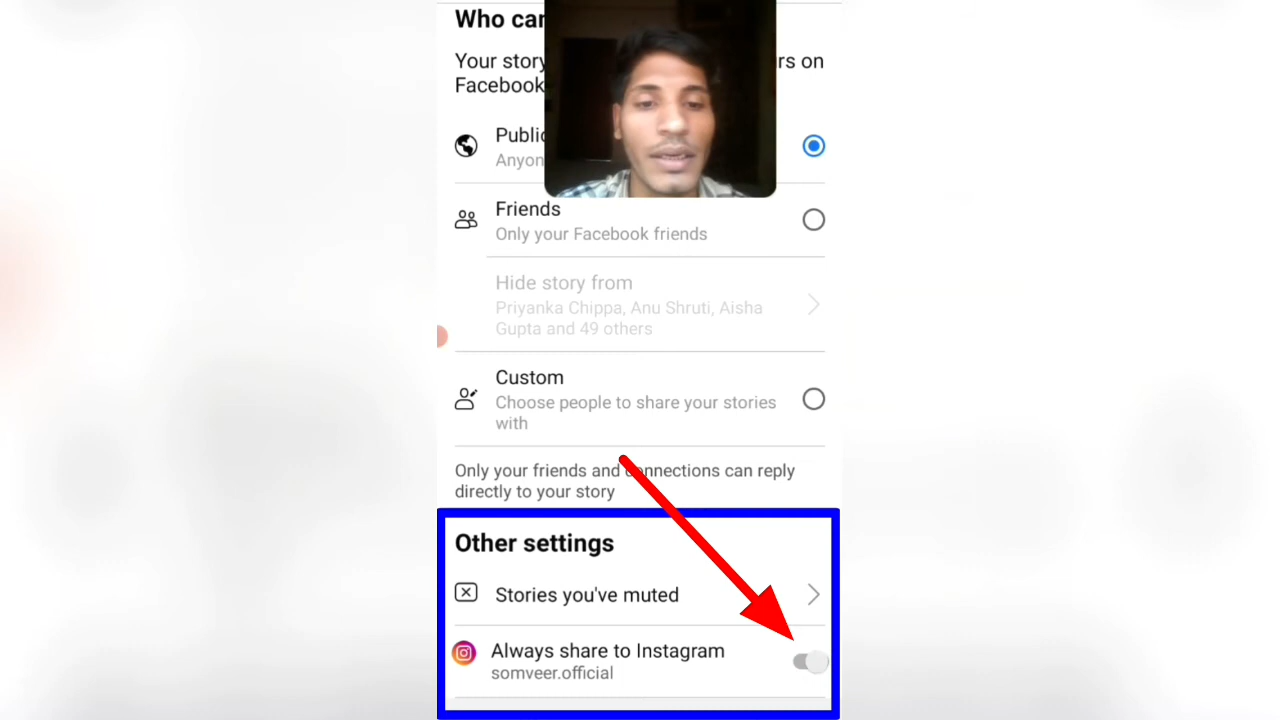 Who can
Your story rs on
Facebook
Public
Anyon
Friends
Only your Facebook friends
Hide story from
Priyanka Chippa, Anu Shruti, Aisha
Gupta and 49 others
Custom
Choose people to share your stories
with
Only your friends and connections can reply
directly to your story
Other settings
Stories you've muted
Always share to Instagram
somveer.official